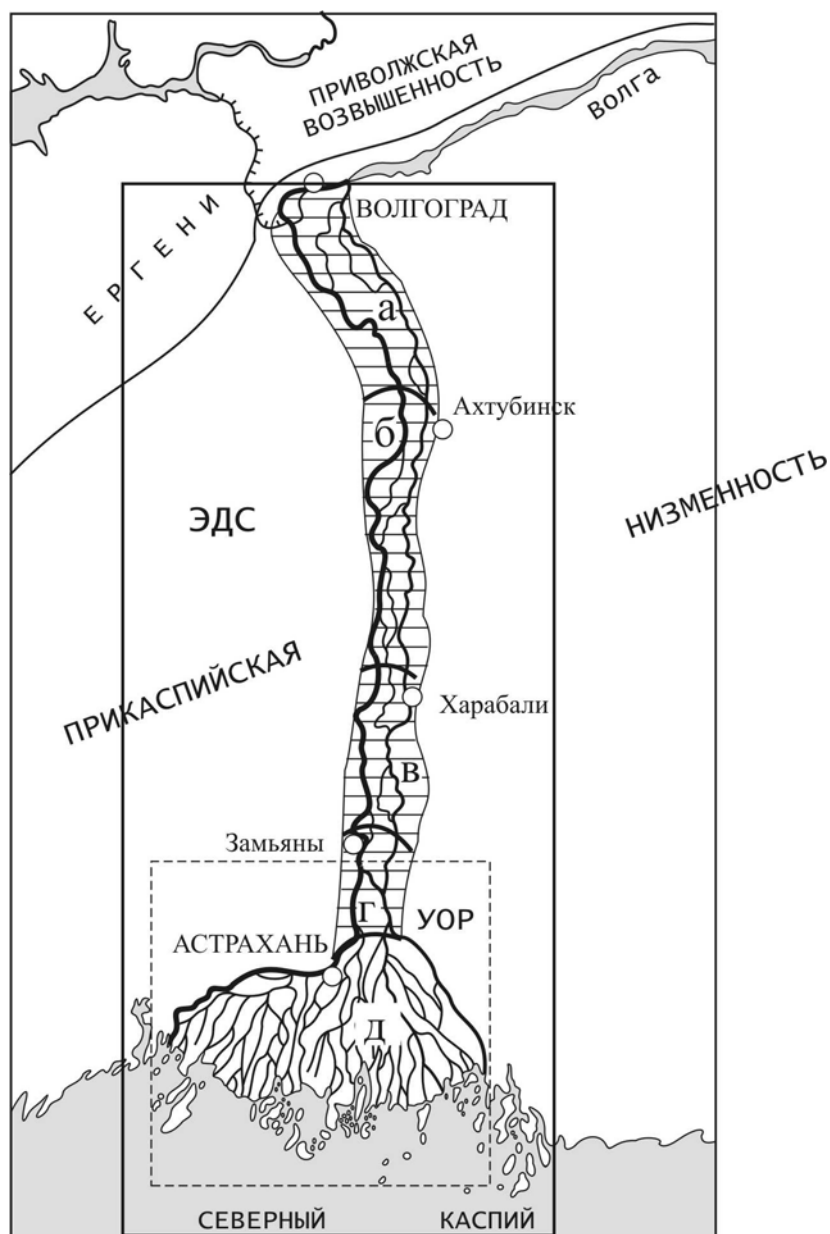 ПРИВОЛЖСКАЯ
ВОЗВЫШЕННОСТЬ
Волга
ВОЛГОГРАД
ЕРГЕНИ
а
Ахтубинск
б
ЭДС
НИЗМЕННОСТЬ
ПРИКАСПИЙСКАЯ
Харабали
в
Замьяны
г
УОР
АСТРАХАНЬ
д
СЕВЕРНЫЙ КАСПИЙ